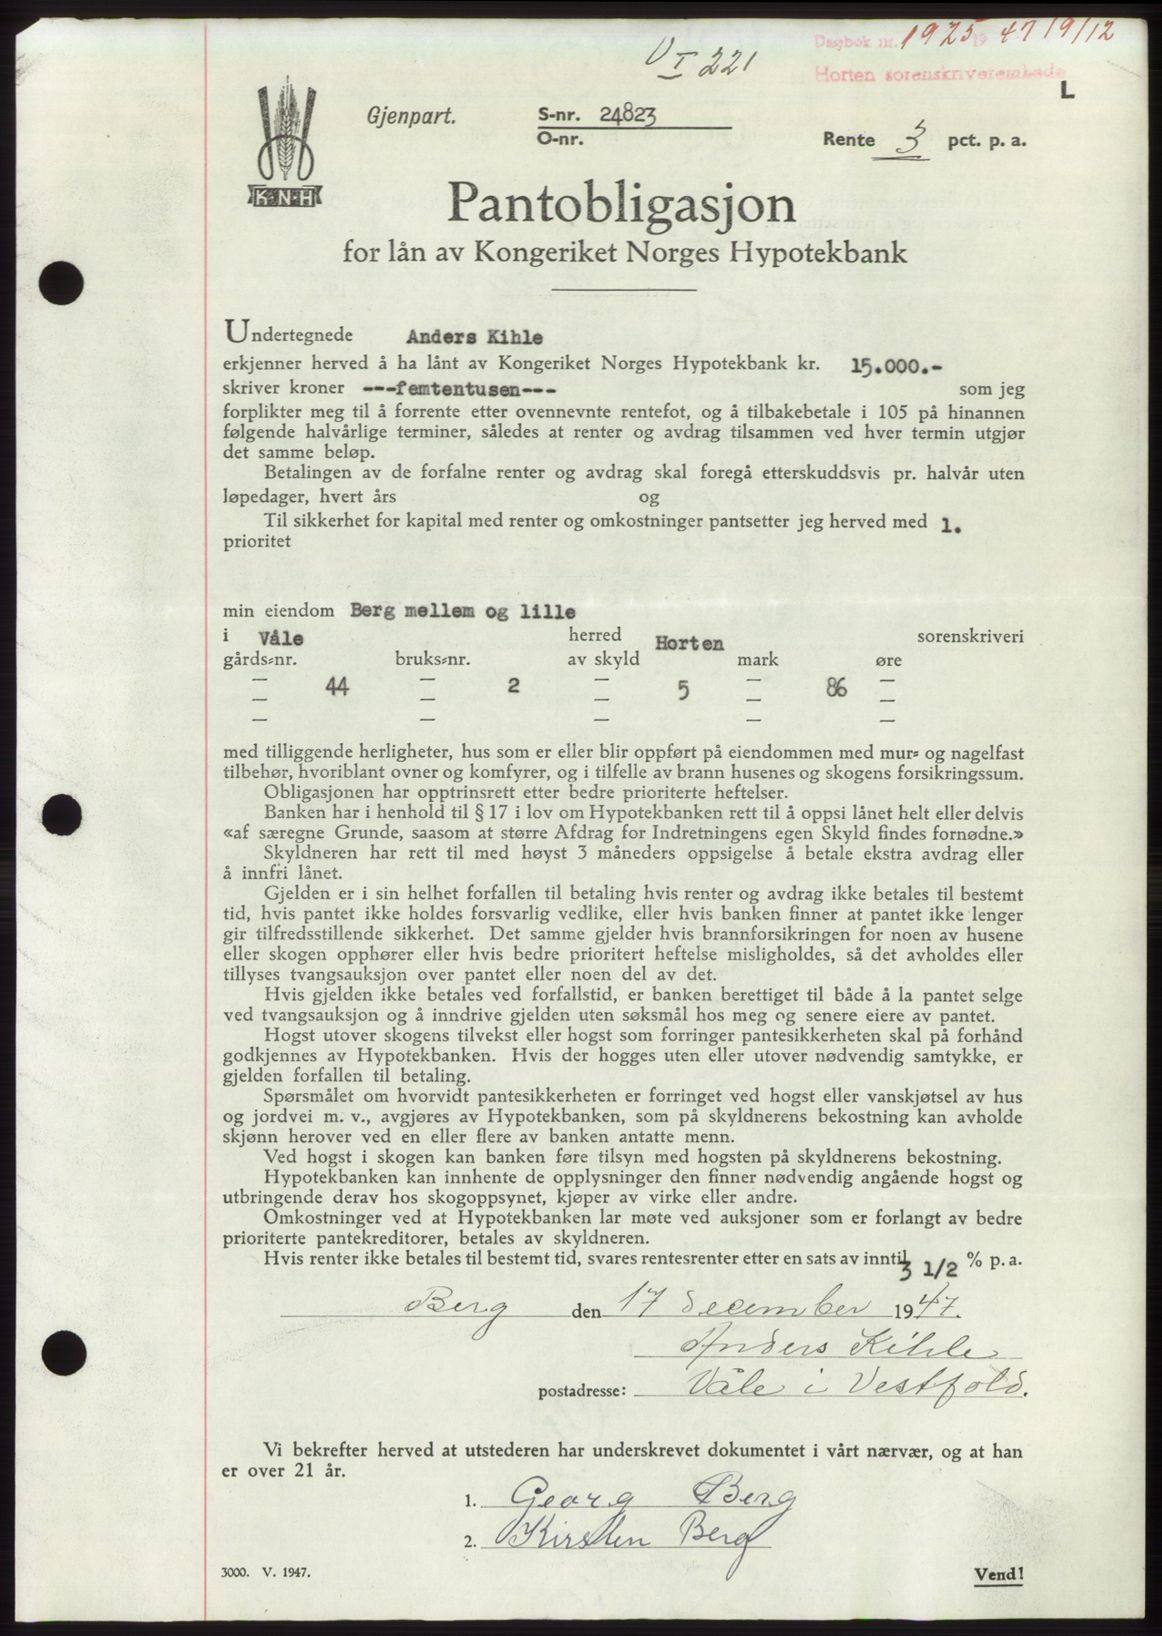 Dagbok nr. 1925 19 47 19/12
V I 221
Horten sorenskriverembede
L
Gjenpart.
S-nr. 24823
O-nr.
Rente 3 pct. p. a.
K·N·H
Pantobligasjon
for lån av Kongeriket Norges Hypotekbank
Undertegnede Anders Kihle
erkjenner herved å ha lånt av Kongeriket Norges Hypotekbank kr. 15.000.-
skriver kroner ---femtentusen--- som jeg
forplikter meg til å forrente etter ovennevnte rentefot, og å tilbakebetale i 105 på hinannen
følgende halvårlige terminer, således at renter og avdrag tilsammen ved hver termin utgjør
det samme beløp.
Betalingen av de forfalne renter og avdrag skal foregå etterskuddsvis pr. halvår uten
løpedager, hvert års og
Til sikkerhet for kapital med renter og omkostninger pantsetter jeg herved med 1.
prioritet
min eiendom Berg mellem og lille
i Våle herred Horten sorenskriveri
gårds=nr. bruks=nr. av skyld mark øre
— 44 — 2 — 5 — 86 —
— — — — —
— — — — —
med tilliggende herligheter, hus som er eller blir oppført på eiendommen med mur= og nagelfast
tilbehør, hvoriblant ovner og komfyrer, og i tilfelle av brann husenes og skogens forsikringssum.
Obligasjonen har opptrinsrett etter bedre prioriterte heftelser.
Banken har i henhold til § 17 i lov om Hypotekbanken rett til å oppsi lånet helt eller delvis
«af særegne Grunde, saasom at større Afdrag for Indretningens egen Skyld findes fornødne.»
Skyldneren har rett til med høyst 3 måneders oppsigelse å betale ekstra avdrag eller
å innfri lånet.
Gjelden er i sin helhet forfallen til betaling hvis renter og avdrag ikke betales til bestemt
tid, hvis pantet ikke holdes forsvarlig vedlike, eller hvis banken finner at pantet ikke lenger
gir tilfredsstillende sikkerhet. Det samme gjelder hvis brannforsikringen for noen av husene
eller skogen opphører eller hvis bedre prioritert heftelse misligholdes, så det avholdes eller
tillyses tvangsauksjon over pantet eller noen del av det.
Hvis gjelden ikke betales ved forfallstid, er banken berettiget til både å la pantet selge
ved tvangsauksjon og å inndrive gjelden uten søksmål hos meg og senere eiere av pantet.
Hogst utover skogens tilvekst eller hogst som forringer pantesikkerheten skal på forhånd
godkjennes av Hypotekbanken. Hvis der hogges uten eller utover nødvendig samtykke, er
gjelden forfallen til betaling.
Spørsmålet om hvorvidt pantesikkerheten er forringet ved hogst eller vanskjøtsel av hus
og jordvei m. v., avgjøres av Hypotekbanken, som på skyldnerens bekostning kan avholde
skjønn herover ved en eller flere av banken antatte menn.
Ved hogst i skogen kan banken føre tilsyn med hogsten på skyldnerens bekostning.
Hypotekbanken kan innhente de opplysninger den finner nødvendig angående hogst og
utbringende derav hos skogoppsynet, kjøper av virke eller andre.
Omkostninger ved at Hypotekbanken lar møte ved auksjoner som er forlangt av bedre
prioriterte pantekreditorer, betales av skyldneren.
Hvis renter ikke betales til bestemt tid, svares rentesrenter etter en sats av inntil 3 1/2 % p. a.
Berg den 17 december 1947.
Anders Kihle
postadresse: Våle i Vestfold.
Vi bekrefter herved at utstederen har underskrevet dokumentet i vårt nærvær, og at han
er over 21 år.
1. Georg Berg
2. Kirsten Berg
3000. V. 1947.
Vend!